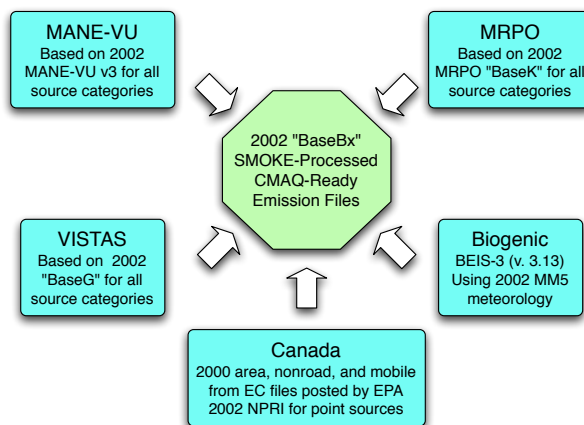 MANE-VU
Based on 2002
MANE-VU v3 for all
source categories
MRPO
Based on 2002
MRPO "BaseK" for all
source categories
2002 "BaseBx"
SMOKE-Processed
CMAQ-Ready
Emission Files
VISTAS
Based on 2002
"BaseG" for all
source categories
Biogenic
BEIS-3 (v. 3.13)
Using 2002 MM5
meteorology
Canada
2000 area, nonroad, and mobile
from EC files posted by EPA
2002 NPRI for point sources